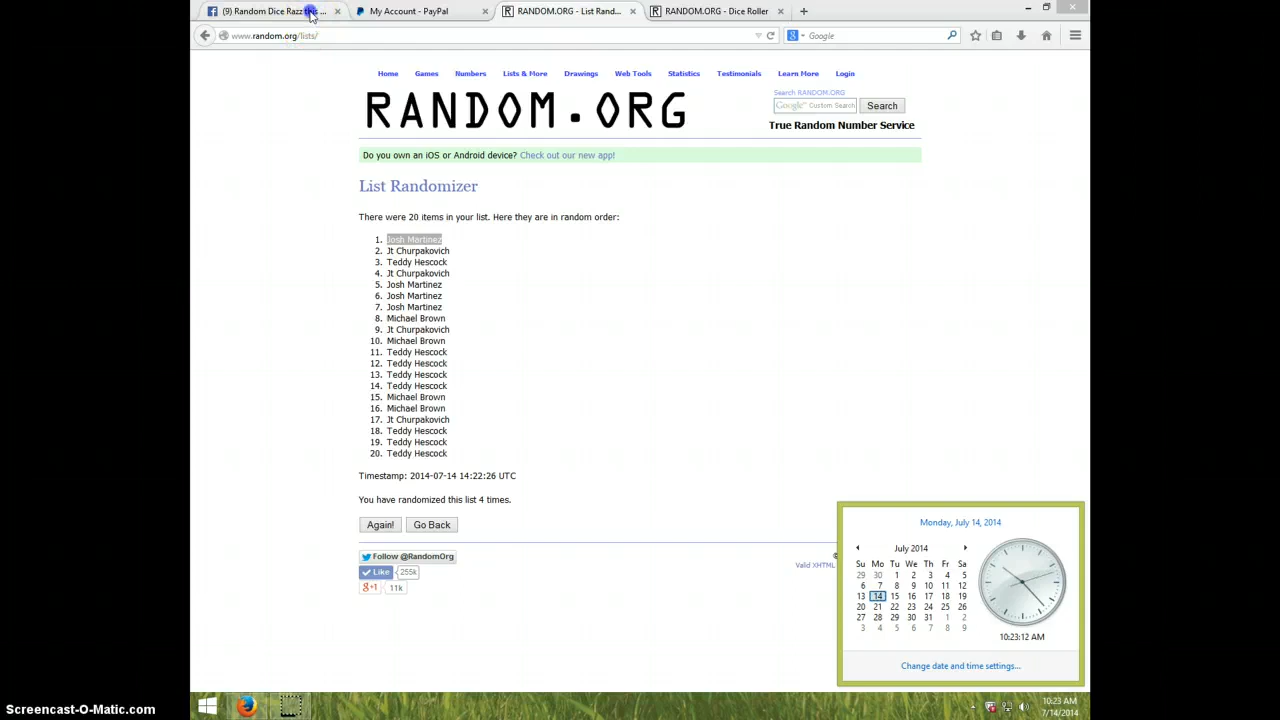 (9) Random Dice Razz this ...
My Account - PayPal
RANDOM.ORG - List Rand...
RANDOM.ORG - Dice Roller
www.random.org/lists/
Google
Home Games Numbers Lists & More Drawings Web Tools Statistics Testimonials Learn More Login
RANDOM.ORG
Search RANDOM.ORG
Google™ Custom Search
Search
True Random Number Service
Do you own an iOS or Android device? Check out our new app!
List Randomizer
There were 20 items in your list. Here they are in random order:
1. Josh Martinez
2. Jt Churpakovich
3. Teddy Hescock
4. Jt Churpakovich
5. Josh Martinez
6. Josh Martinez
7. Josh Martinez
8. Michael Brown
9. Jt Churpakovich
10. Michael Brown
11. Teddy Hescock
12. Teddy Hescock
13. Teddy Hescock
14. Teddy Hescock
15. Michael Brown
16. Michael Brown
17. Jt Churpakovich
18. Teddy Hescock
19. Teddy Hescock
20. Teddy Hescock
Timestamp: 2014-07-14 14:22:26 UTC
You have randomized this list 4 times.
Again! Go Back
Follow @RandomOrg
Like 255k
g+1 11k
©
Valid XHTML
Monday, July 14, 2014
July 2014
Su Mo Tu We Th Fr Sa
29 30 1 2 3 4 5
6 7 8 9 10 11 12
13 14 15 16 17 18 19
20 21 22 23 24 25 26
27 28 29 30 31 1 2
3 4 5 6 7 8 9
10:23:12 AM
Change date and time settings...
10:23 AM
7/14/2014
Screencast-O-Matic.com